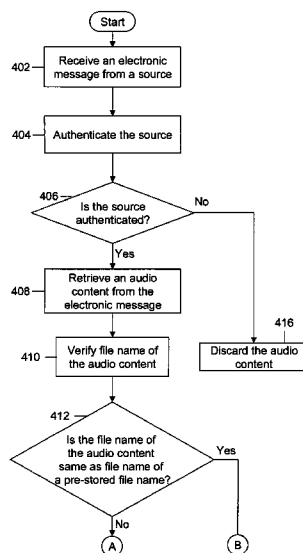 Start
402
Receive an electronic
message from a source
404
Authenticate the source
406
Is the source
authenticated?
No
Yes
408
Retrieve an audio
content from the
electronic message
416
Discard the audio
content
410
Verify file name of
the audio content
412
Is the file name of
the audio content
same as file name of
a pre-stored file name?
Yes
No
A
B